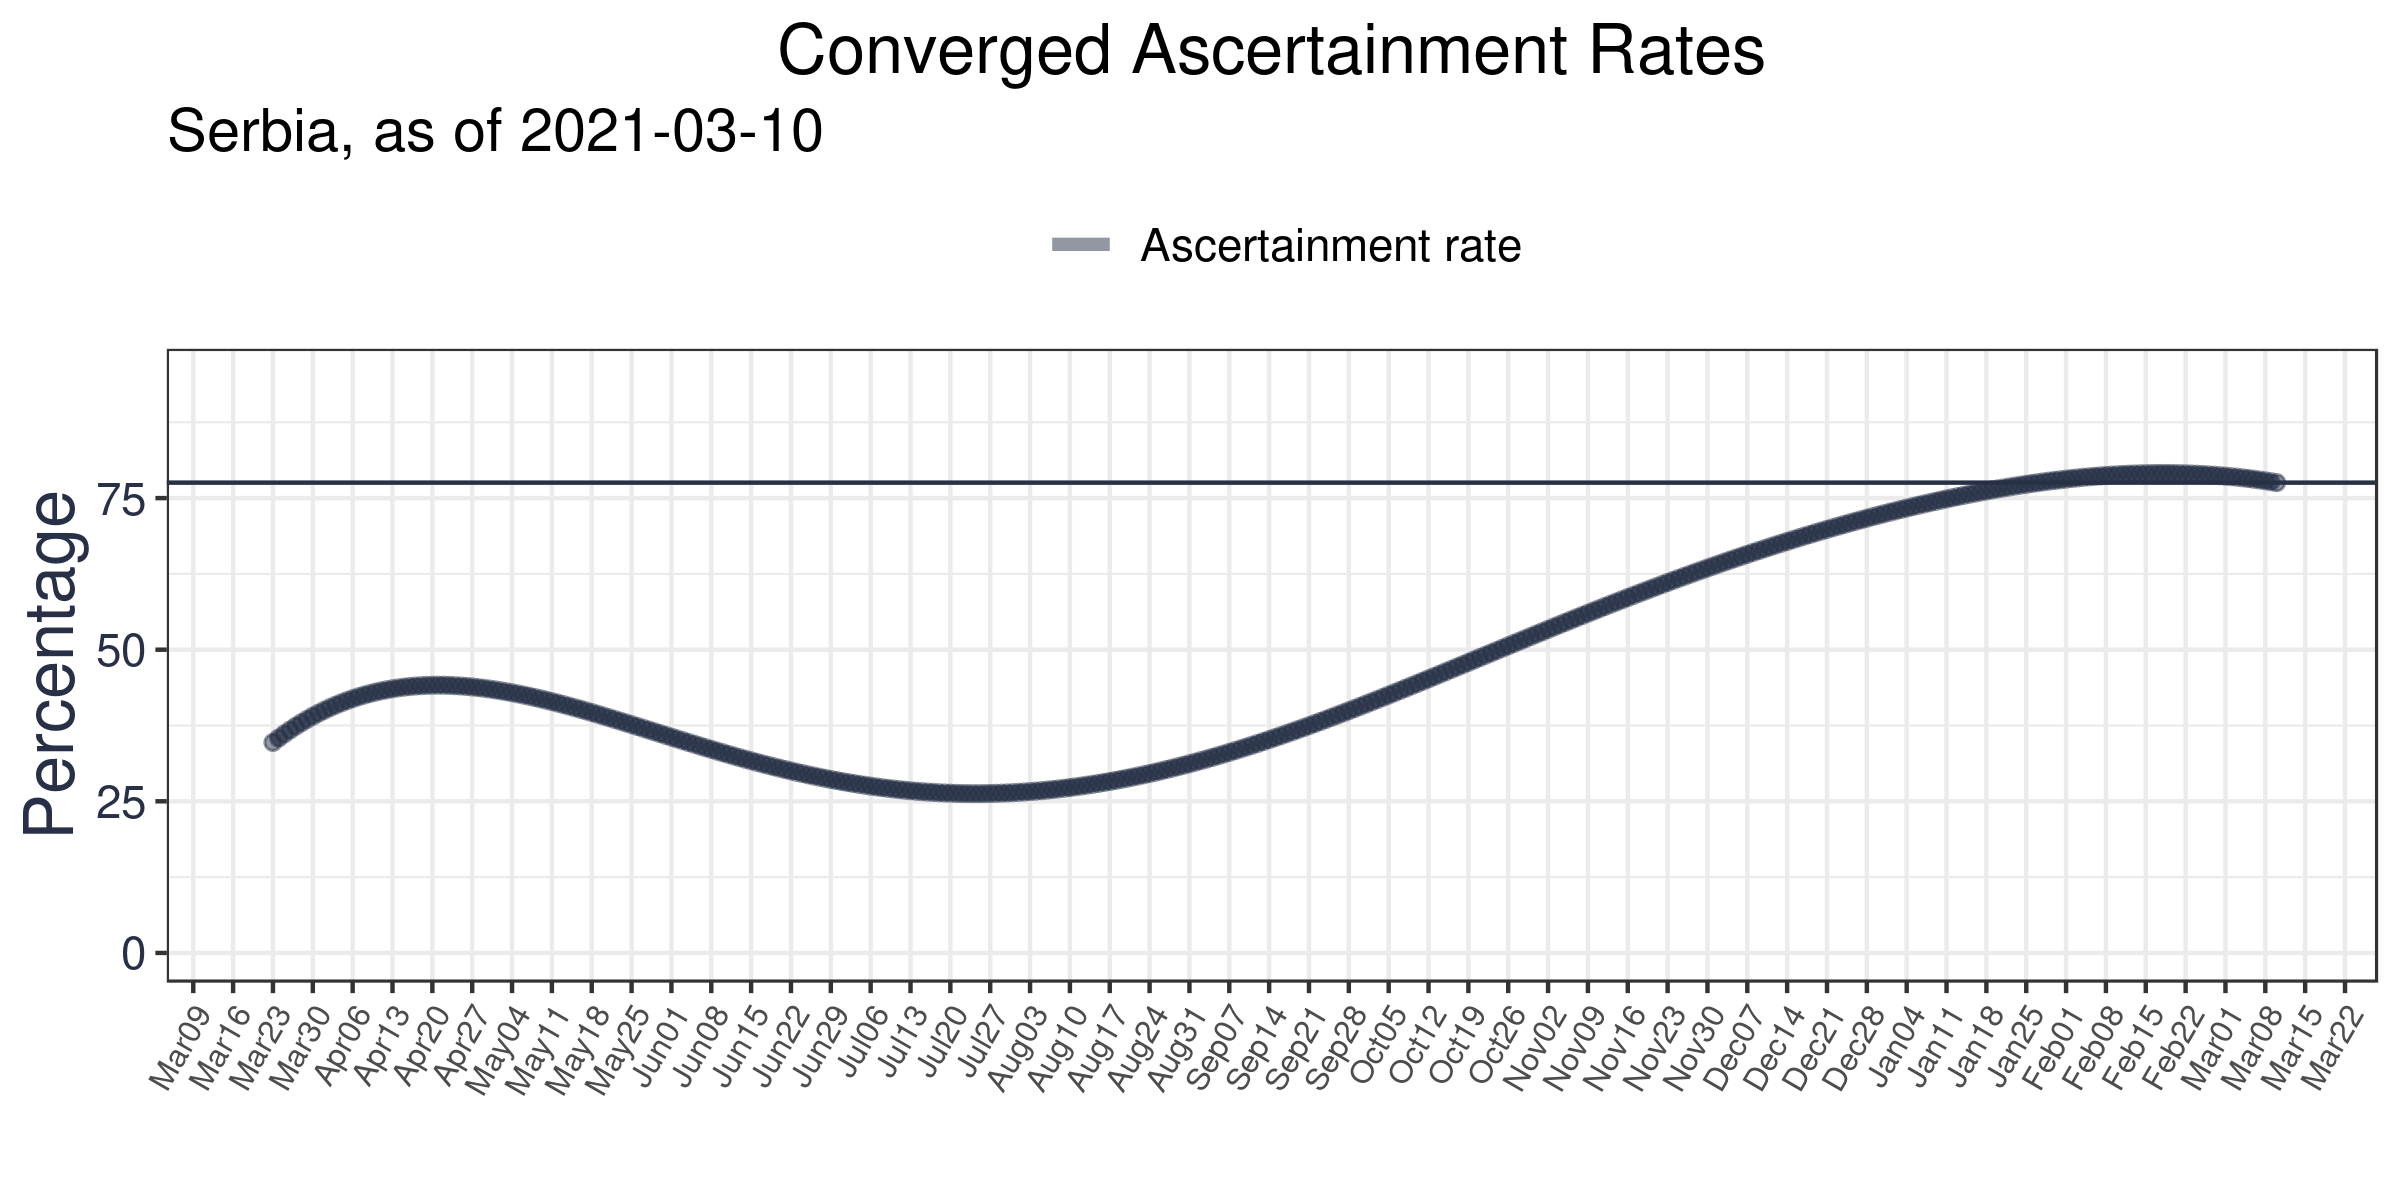 Converged Ascertainment Rates
Serbia, as of 2021-03-10
Ascertainment rate
Percentage
75
50
25
0
Mar09 Mar16 Mar23 Mar30 Apr06 Apr13 Apr20 Apr27 May04 May11 May18 May25 Jun01 Jun08 Jun15 Jun22 Jun29 Jul06 Jul13 Jul20 Jul27 Aug03 Aug10 Aug17 Aug24 Aug31 Sep07 Sep14 Sep21 Sep28 Oct05 Oct12 Oct19 Oct26 Nov02 Nov09 Nov16 Nov23 Nov30 Dec07 Dec14 Dec21 Dec28 Jan04 Jan11 Jan18 Jan25 Feb01 Feb08 Feb15 Feb22 Mar01 Mar08 Mar15 Mar22